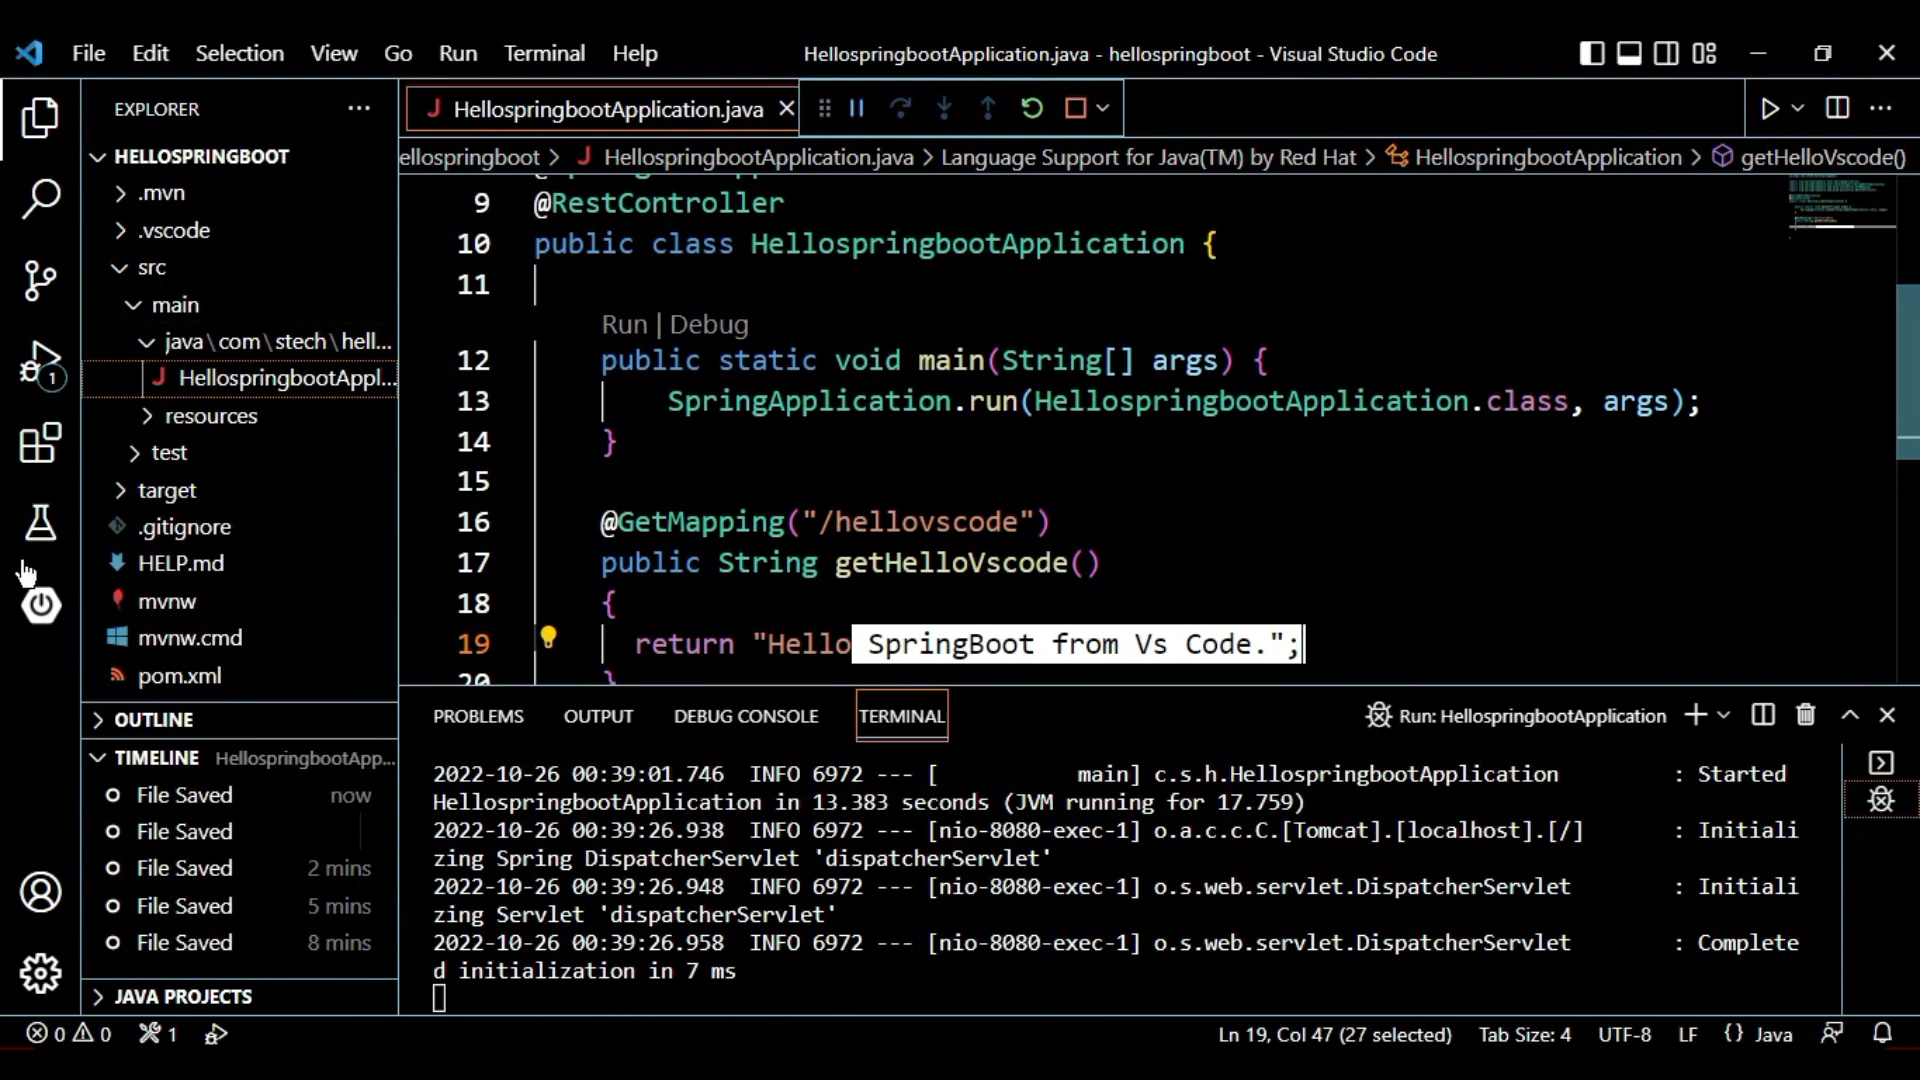 File Edit Selection View Go Run Terminal Help
HellospringbootApplication.java - hellospringboot - Visual Studio Code
EXPLORER
HELLOSPRINGBOOT
.mvn
.vscode
src
main
java\com\stech\hell...
HellospringbootAppl...
resources
test
target
.gitignore
HELP.md
mvnw
mvnw.cmd
pom.xml
OUTLINE
TIMELINE HellospringbootApp...
File Saved now
File Saved
File Saved 2 mins
File Saved 5 mins
File Saved 8 mins
JAVA PROJECTS
1
HellospringbootApplication.java
ellospringboot > HellospringbootApplication.java > Language Support for Java(TM) by Red Hat > HellospringbootApplication > getHelloVscode()
9 @RestController
10 public class HellospringbootApplication {
11
Run | Debug
12 public static void main(String[] args) {
13 SpringApplication.run(HellospringbootApplication.class, args);
14 }
15
16 @GetMapping("/hellovscode")
17 public String getHelloVscode()
18 {
19 return "Hello SpringBoot from Vs Code.";
20 }
PROBLEMS OUTPUT DEBUG CONSOLE TERMINAL
Run: HellospringbootApplication
2022-10-26 00:39:01.746 INFO 6972 --- [ main] c.s.h.HellospringbootApplication : Started
HellospringbootApplication in 13.383 seconds (JVM running for 17.759)
2022-10-26 00:39:26.938 INFO 6972 --- [nio-8080-exec-1] o.a.c.c.C.[Tomcat].[localhost].[/] : Initiali
zing Spring DispatcherServlet 'dispatcherServlet'
2022-10-26 00:39:26.948 INFO 6972 --- [nio-8080-exec-1] o.s.web.servlet.DispatcherServlet : Initiali
zing Servlet 'dispatcherServlet'
2022-10-26 00:39:26.958 INFO 6972 --- [nio-8080-exec-1] o.s.web.servlet.DispatcherServlet : Complete
d initialization in 7 ms
0 0 1
Ln 19, Col 47 (27 selected) Tab Size: 4 UTF-8 LF {} Java